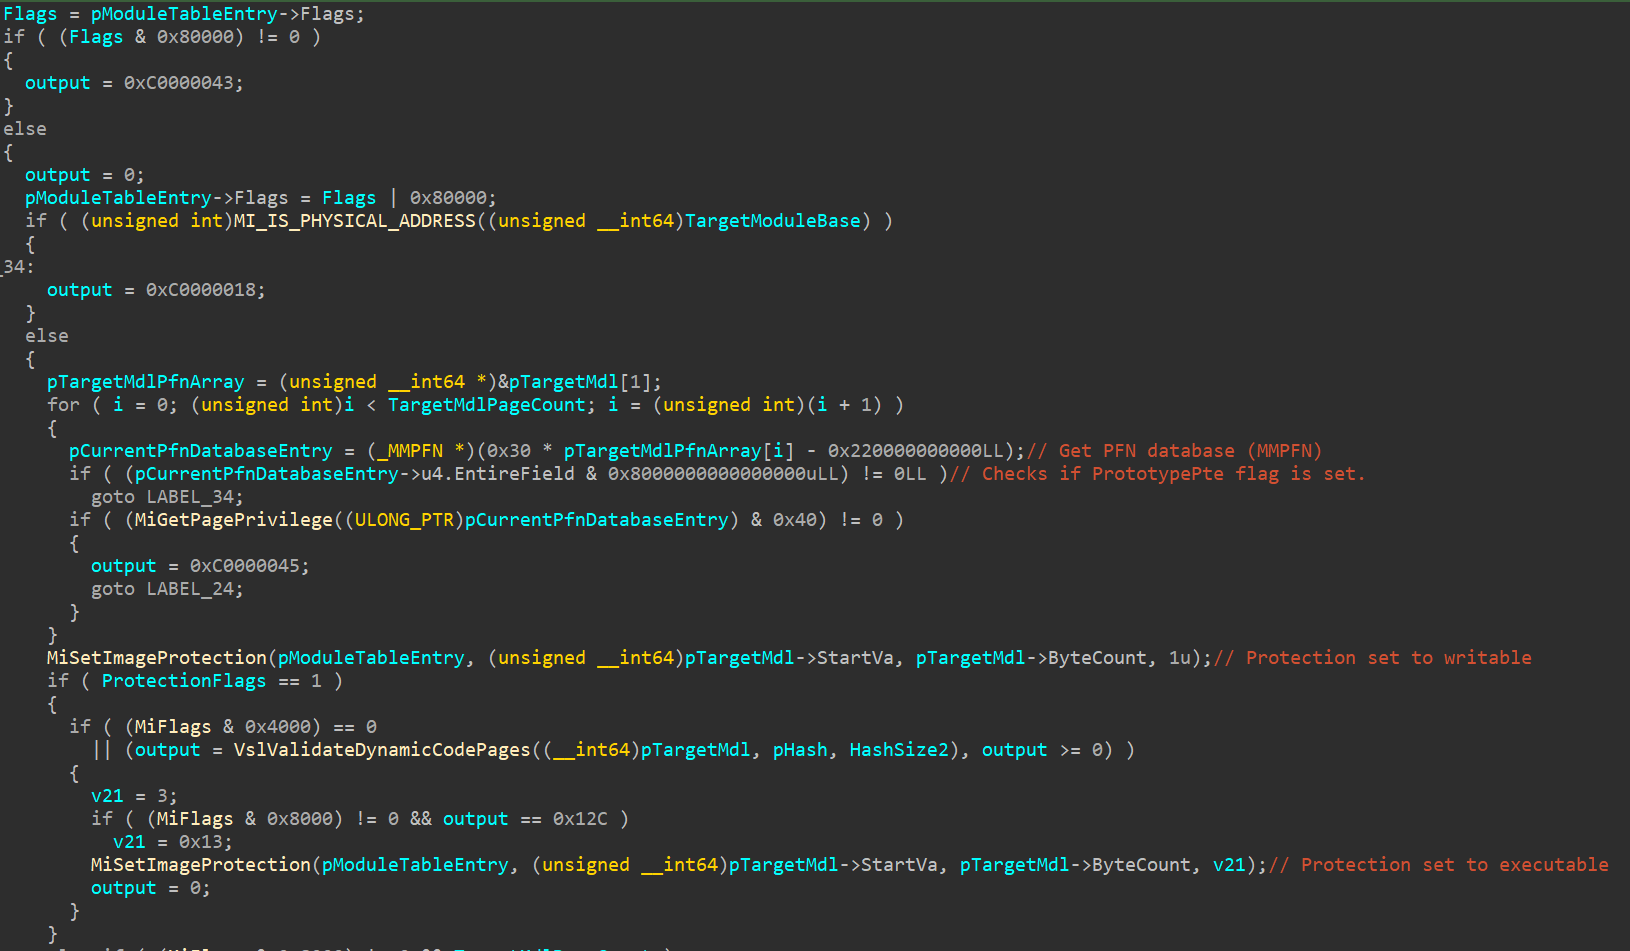 Flags = pModuleTableEntry->Flags;
if ( (Flags & 0x80000) != 0 )
{
output = 0xC0000043;
}
else
{
output = 0;
pModuleTableEntry->Flags = Flags | 0x80000;
if ( (unsigned int)MI_IS_PHYSICAL_ADDRESS((unsigned __int64)TargetModuleBase) )
{
_34:
output = 0xC0000018;
}
else
{
pTargetMdlPfnArray = (unsigned __int64 *)&pTargetMdl[1];
for ( i = 0; (unsigned int)i < TargetMdlPageCount; i = (unsigned int)(i + 1) )
{
pCurrentPfnDatabaseEntry = (_MMPFN *)(0x30 * pTargetMdlPfnArray[i] - 0x220000000000LL);// Get PFN database (MMPFN)
if ( (pCurrentPfnDatabaseEntry->u4.EntireField & 0x8000000000000000uLL) != 0LL )// Checks if PrototypePte flag is set.
goto LABEL_34;
if ( (MiGetPagePrivilege((ULONG_PTR)pCurrentPfnDatabaseEntry) & 0x40) != 0 )
{
output = 0xC0000045;
goto LABEL_24;
}
}
MiSetImageProtection(pModuleTableEntry, (unsigned __int64)pTargetMdl->StartVa, pTargetMdl->ByteCount, 1u);// Protection set to writable
if ( ProtectionFlags == 1 )
{
if ( (MiFlags & 0x4000) == 0
|| (output = VslValidateDynamicCodePages((__int64)pTargetMdl, pHash, HashSize2), output >= 0) )
{
v21 = 3;
if ( (MiFlags & 0x8000) != 0 && output == 0x12C )
v21 = 0x13;
MiSetImageProtection(pModuleTableEntry, (unsigned __int64)pTargetMdl->StartVa, pTargetMdl->ByteCount, v21);// Protection set to executable
output = 0;
}
}